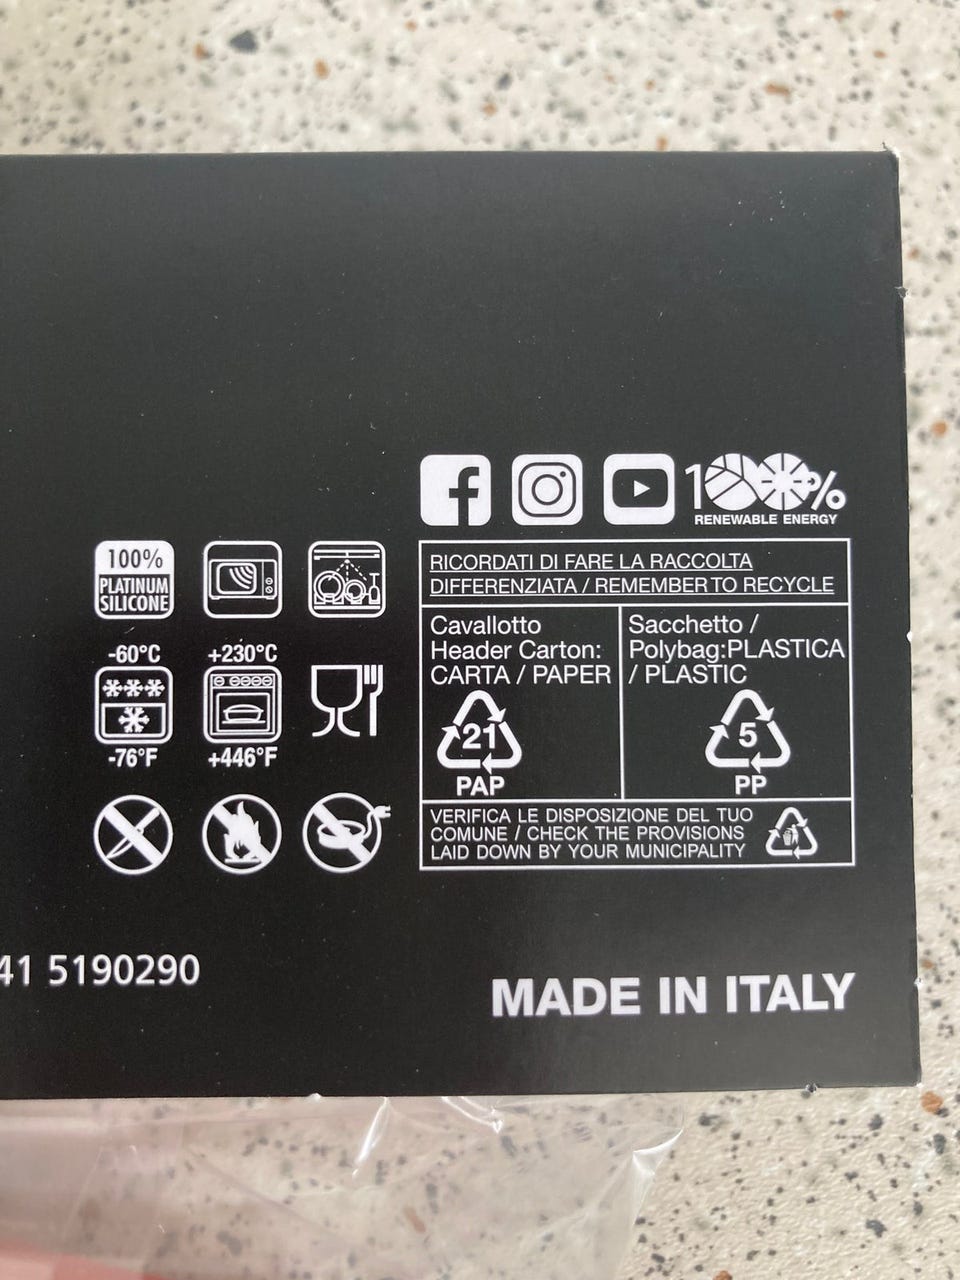 100%
RENEWABLE ENERGY
100%
PLATINUM
SILICONE
-60°C
-76°F
+230°C
+446°F
RICORDATI DI FARE LA RACCOLTA
DIFFERENZIATA / REMEMBER TO RECYCLE
Cavallotto
Header Carton:
CARTA / PAPER
21
PAP
Sacchetto /
Polybag:PLASTICA
/ PLASTIC
5
PP
VERIFICA LE DISPOSIZIONE DEL TUO
COMUNE / CHECK THE PROVISIONS
LAID DOWN BY YOUR MUNICIPALITY
41 5190290
MADE IN ITALY